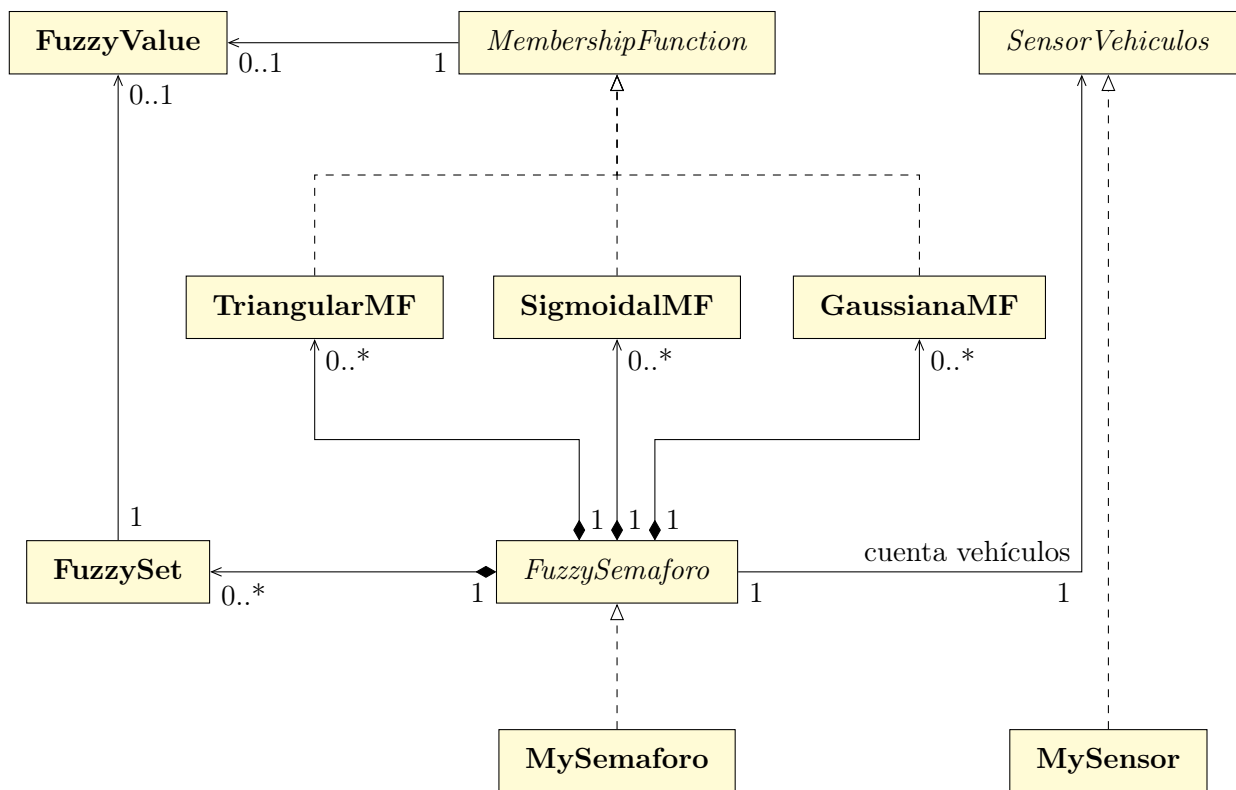 FuzzyValue
MembershipFunction
SensorVehiculos
0..1
1
0..1
TriangularMF
SigmoidalMF
GaussianaMF
0..*
0..*
0..*
1
1
1
1
cuenta vehículos
FuzzySet
FuzzySemaforo
0..*
1
1
1
MySemaforo
MySensor